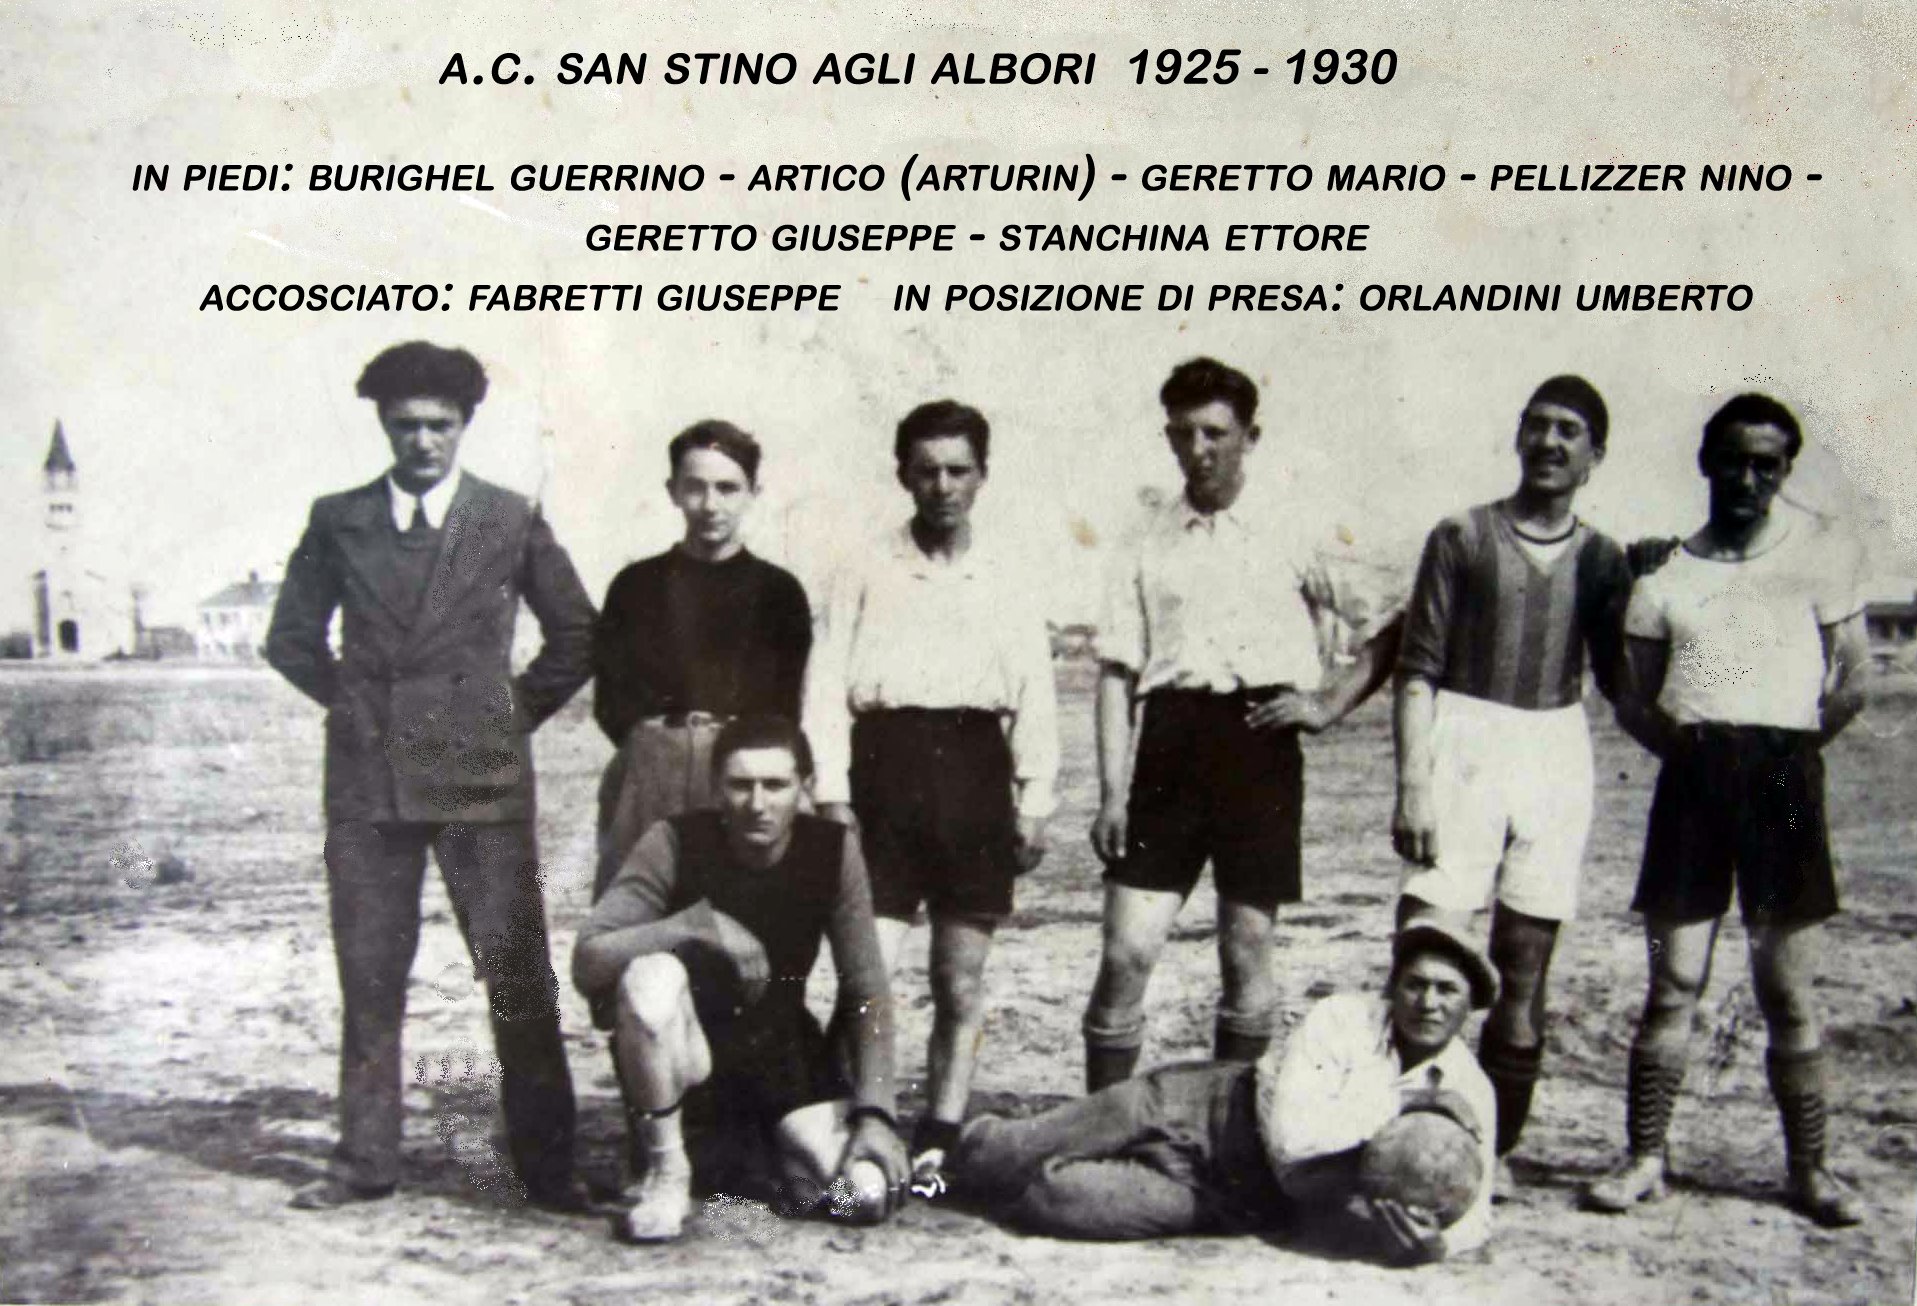 A.C. SAN STINO AGLI ALBORI 1925 - 1930
IN PIEDI: BURIGHEL GUERRINO - ARTICO (ARTURIN) - GERETTO MARIO - PELLIZZER NINO -
GERETTO GIUSEPPE - STANCHINA ETTORE
ACCOSCIATO: FABRETTI GIUSEPPE IN POSIZIONE DI PRESA: ORLANDINI UMBERTO